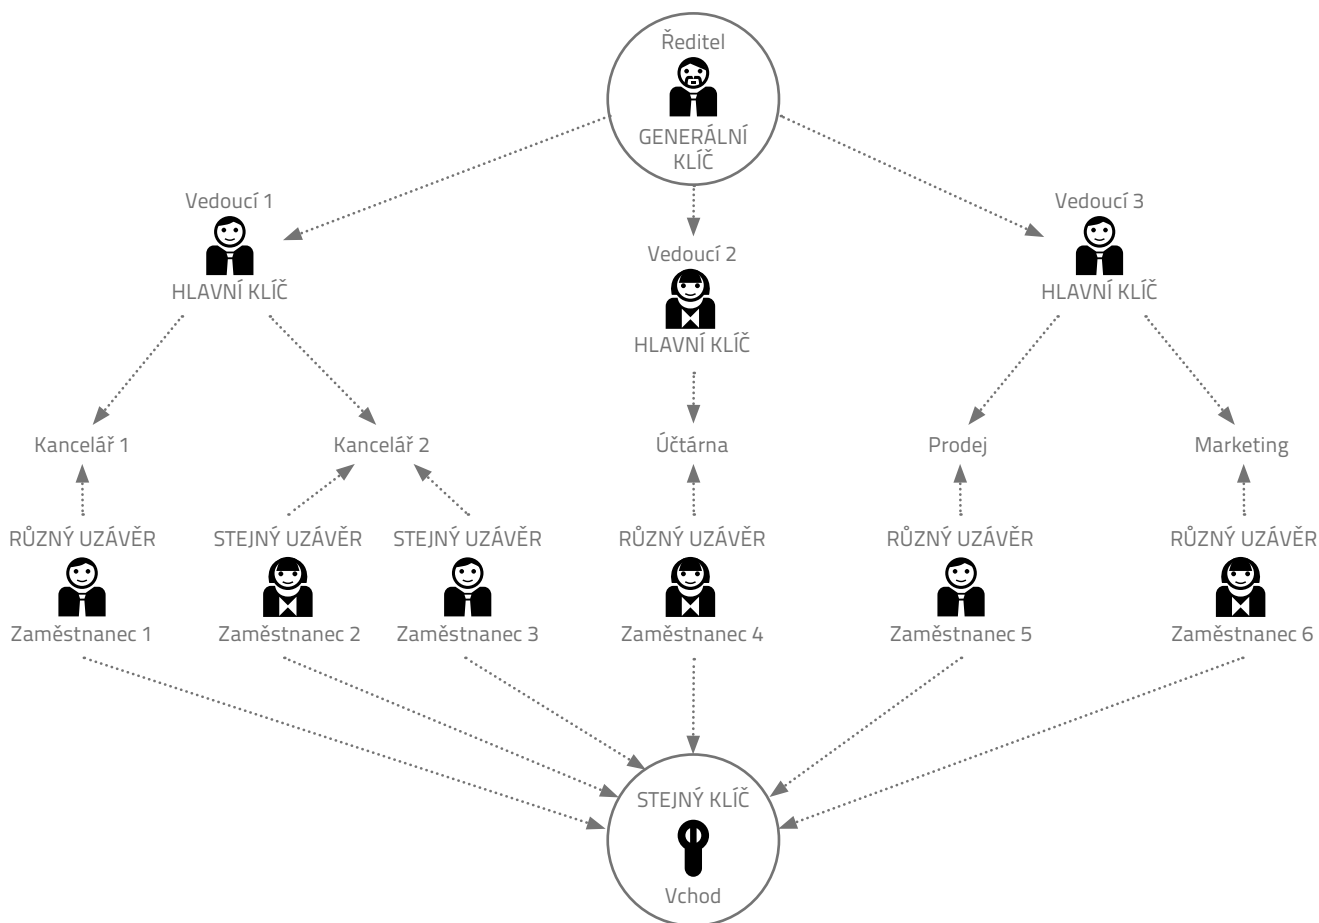 Ředitel
GENERÁLNÍ
KLÍČ
Vedoucí 1
HLAVNÍ KLÍČ
Vedoucí 2
HLAVNÍ KLÍČ
Vedoucí 3
HLAVNÍ KLÍČ
Kancelář 1
Kancelář 2
Účtárna
Prodej
Marketing
RŮZNÝ UZÁVĚR
STEJNÝ UZÁVĚR
STEJNÝ UZÁVĚR
RŮZNÝ UZÁVĚR
RŮZNÝ UZÁVĚR
RŮZNÝ UZÁVĚR
Zaměstnanec 1
Zaměstnanec 2
Zaměstnanec 3
Zaměstnanec 4
Zaměstnanec 5
Zaměstnanec 6
STEJNÝ KLÍČ
Vchod